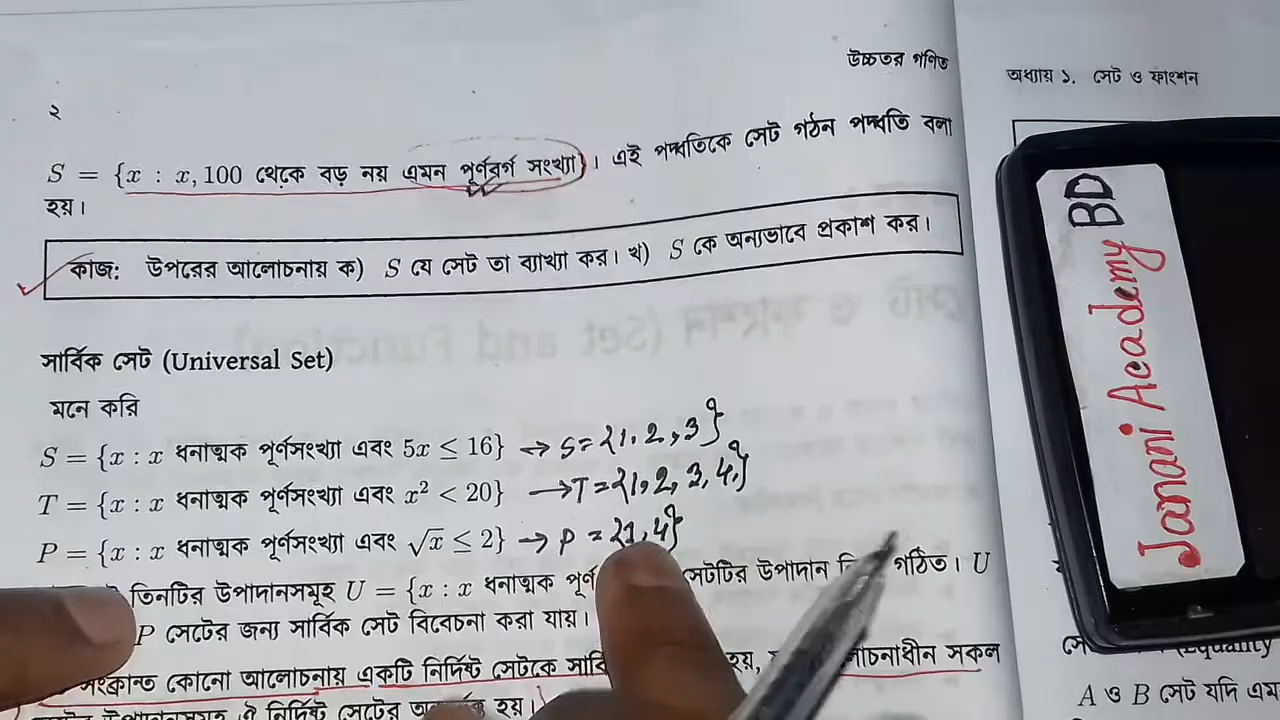 উচ্চতর গণিত
২
S = {x : x, 100 থেকে বড় নয় এমন পূর্ণবর্গ সংখ্যা}। এই পদ্ধতিকে সেট গঠন পদ্ধতি বলা
হয়।
কাজ: উপরের আলোচনায় ক) S যে সেট তা ব্যাখ্যা কর। খ) S কে অন্যভাবে প্রকাশ কর।
সার্বিক সেট (Universal Set)
মনে করি
S = {x : x ধনাত্মক পূর্ণসংখ্যা এবং 5x ≤ 16} → S = {1, 2, 3}
T = {x : x ধনাত্মক পূর্ণসংখ্যা এবং x² < 20} → T = {1, 2, 3, 4,}
P = {x : x ধনাত্মক পূর্ণসংখ্যা এবং √x ≤ 2} → P = {1, 4}
তিনটির উপাদানসমূহ U = {x : x ধনাত্মক পূর্ণ সেটটির উপাদান গঠিত। U
P সেটের জন্য সার্বিক সেট বিবেচনা করা যায়।
সংক্রান্ত কোনো আলোচনায় একটি নির্দিষ্ট সেটকে হয়, সকল
নির্দিষ্ট সেটের হয়।
অধ্যায় ১. সেট ও ফাংশন
Janani Academy BD
(Equality
A ও B সেট যদি